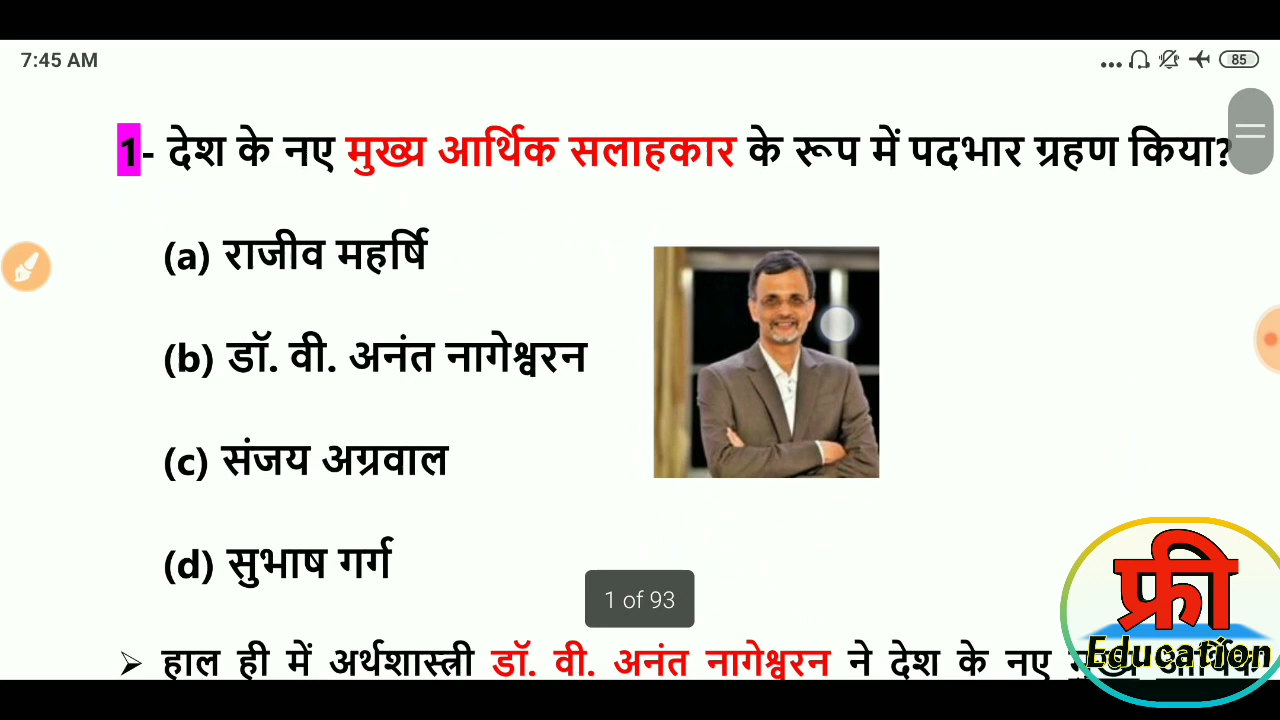 7:45 AM
85
1- देश के नए मुख्य आर्थिक सलाहकार के रूप में पदभार ग्रहण किया?
(a) राजीव महर्षि
(b) डॉ. वी. अनंत नागेश्वरन
(c) संजय अग्रवाल
(d) सुभाष गर्ग
1 of 93
➢ हाल ही में अर्थशास्त्री डॉ. वी. अनंत नागेश्वरन ने देश के नए मुख्य आर्थिक
फ्री
Education